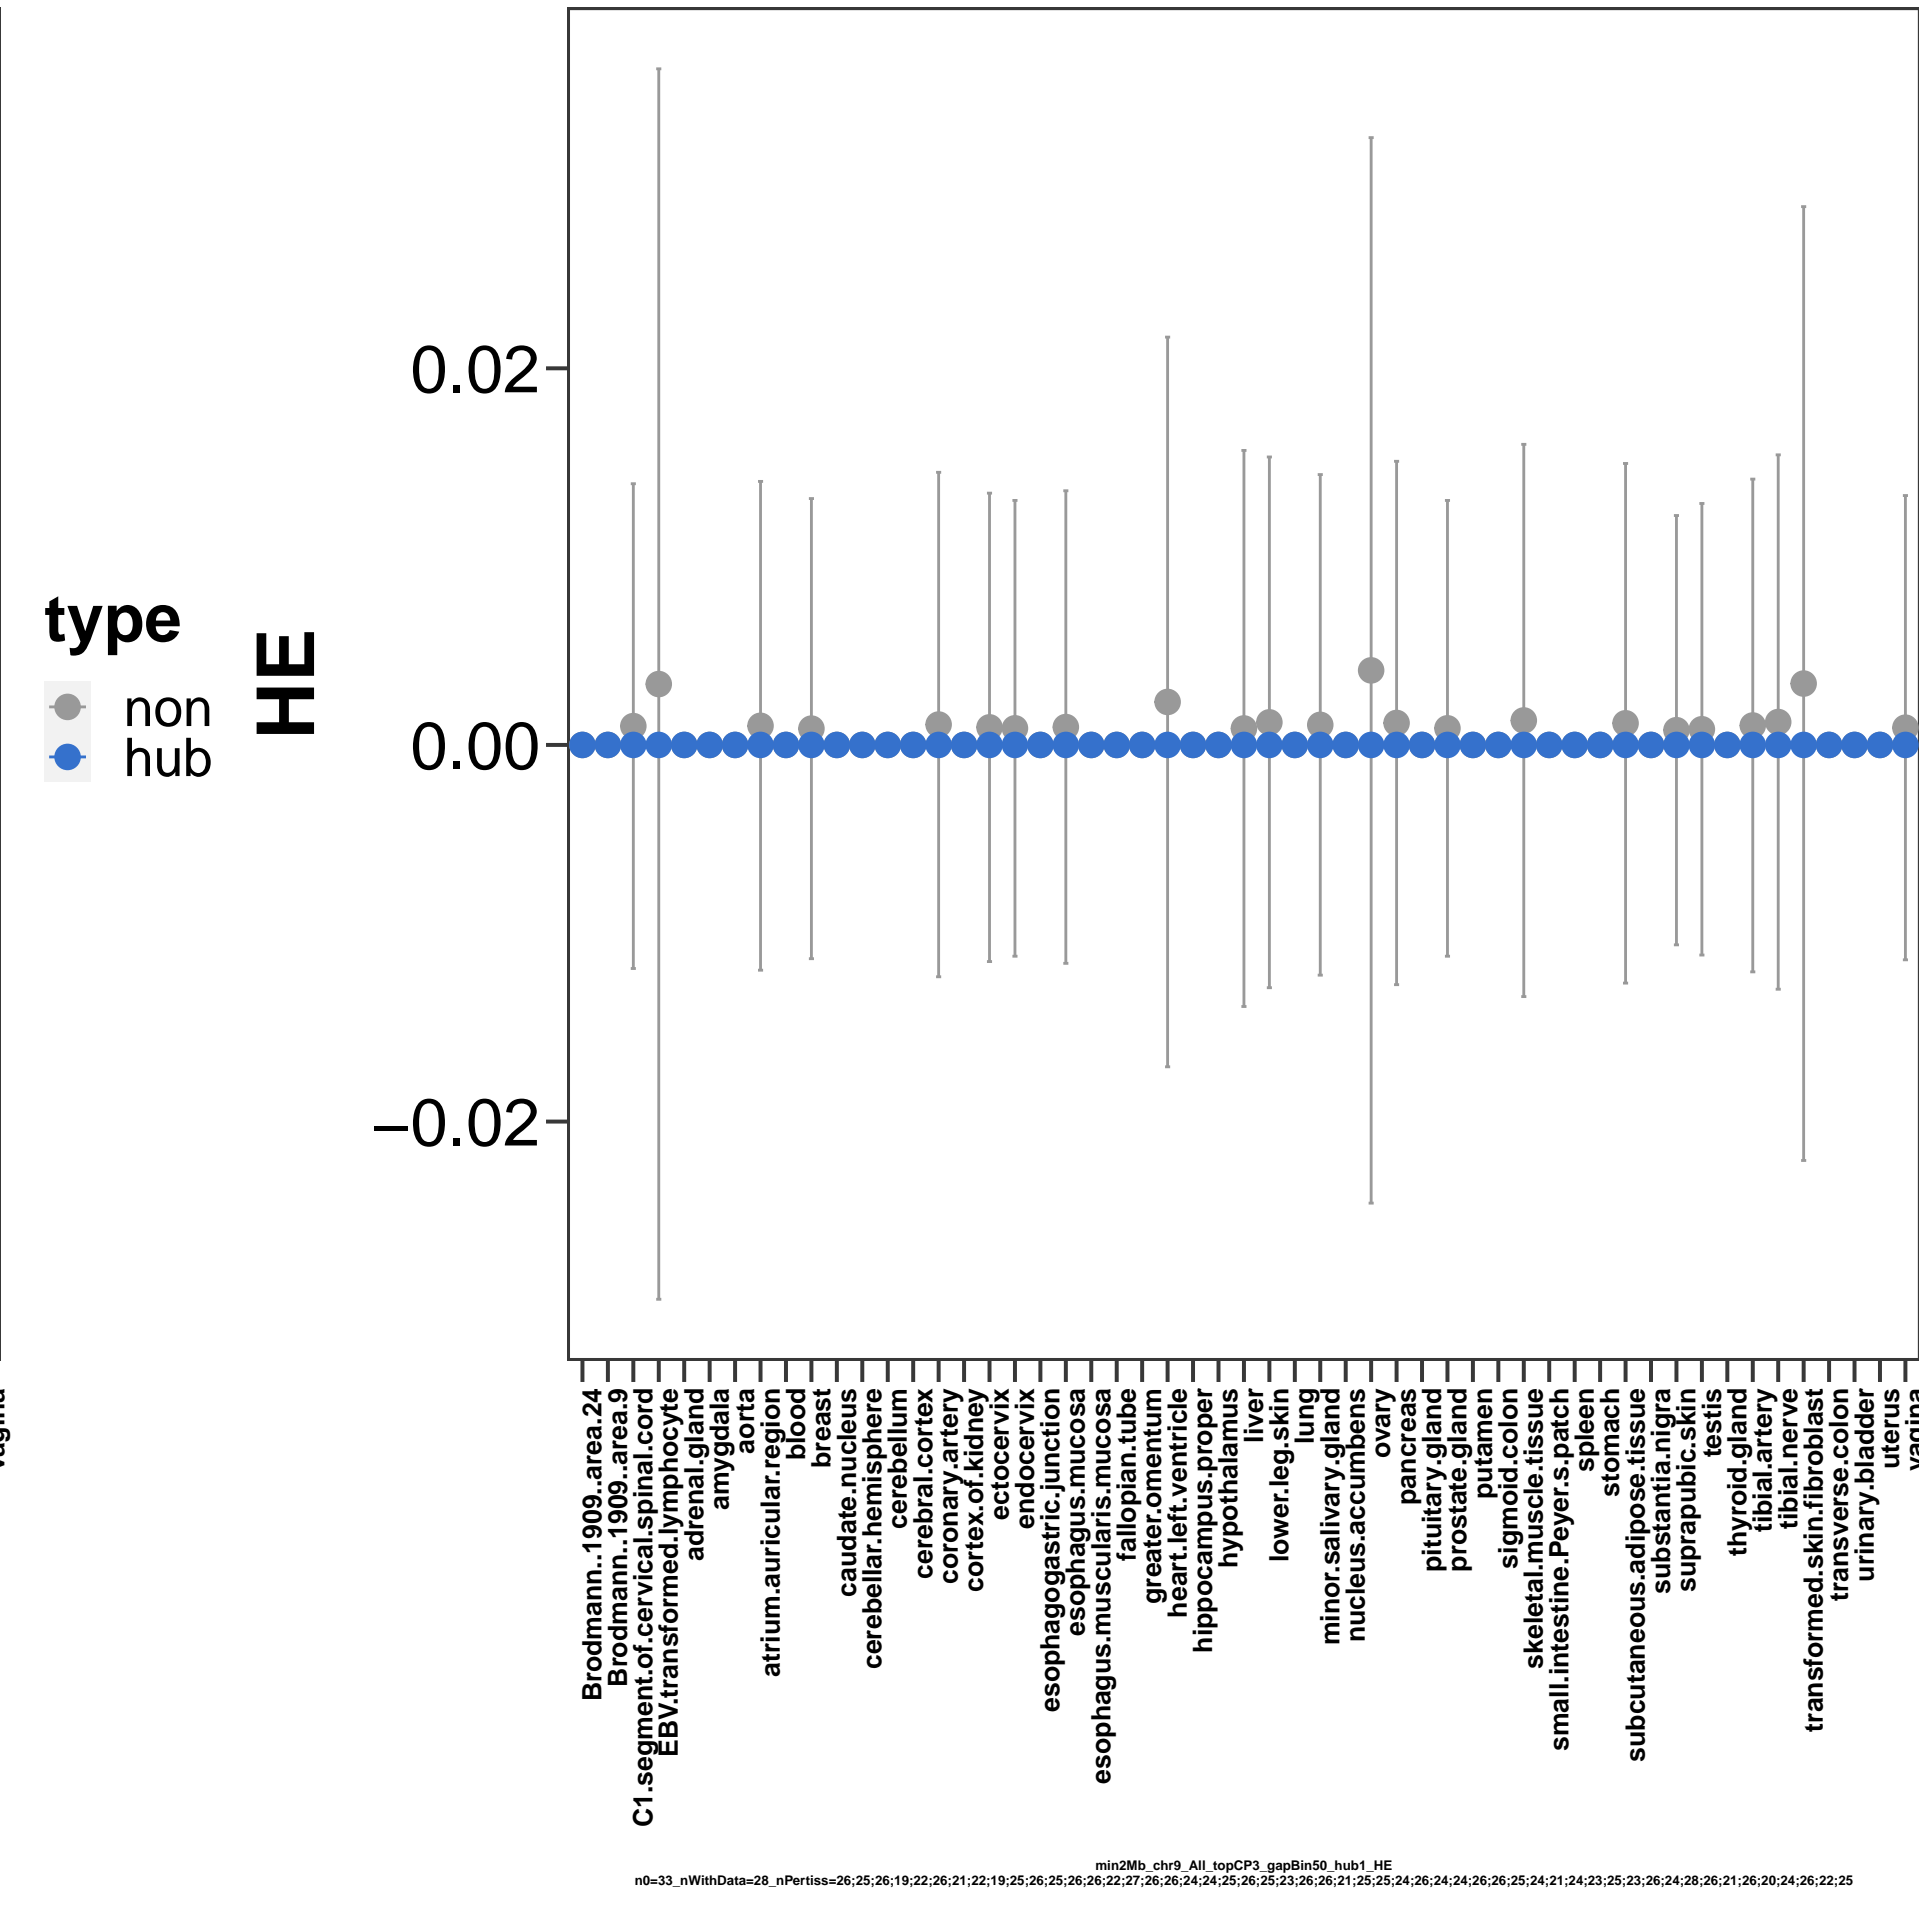 type
non
hub
HE
0.02
0.00
−0.02
Brodmann..1909..area.24
Brodmann..1909..area.9
C1.segment.of.cervical.spinal.cord
EBV.transformed.lymphocyte
adrenal.gland
amygdala
aorta
atrium.auricular.region
blood
breast
caudate.nucleus
cerebellar.hemisphere
cerebellum
cerebral.cortex
coronary.artery
cortex.of.kidney
ectocervix
endocervix
esophagogastric.junction
esophagus.mucosa
esophagus.muscularis.mucosa
fallopian.tube
greater.omentum
heart.left.ventricle
hippocampus.proper
hypothalamus
liver
lower.leg.skin
lung
minor.salivary.gland
nucleus.accumbens
ovary
pancreas
pituitary.gland
prostate.gland
putamen
sigmoid.colon
skeletal.muscle.tissue
small.intestine.Peyer.s.patch
spleen
stomach
subcutaneous.adipose.tissue
substantia.nigra
suprapubic.skin
testis
thyroid.gland
tibial.artery
tibial.nerve
transformed.skin.fibroblast
transverse.colon
urinary.bladder
uterus
vagina
min2Mb_chr9_All_topCP3_gapBin50_hub1_HE
n0=33_nWithData=28_nPertiss=26;25;26;19;22;26;21;22;19;25;26;25;26;26;22;27;26;26;24;24;25;26;25;23;26;26;21;25;25;24;26;24;24;26;26;25;24;21;24;23;25;23;26;24;28;26;21;26;20;24;26;22;25